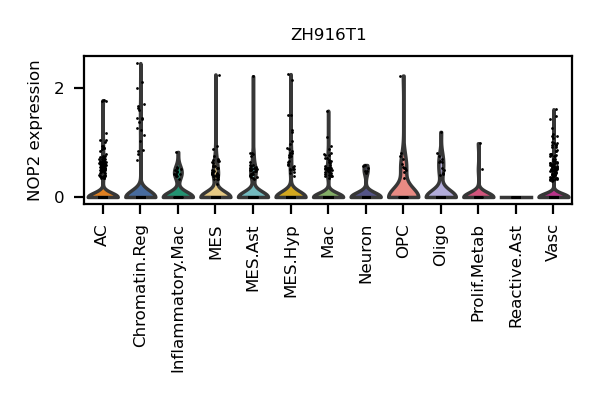 ZH916T1
NOP2 expression
2
0
AC
Chromatin.Reg
Inflammatory.Mac
MES
MES.Ast
MES.Hyp
Mac
Neuron
OPC
Oligo
Prolif.Metab
Reactive.Ast
Vasc